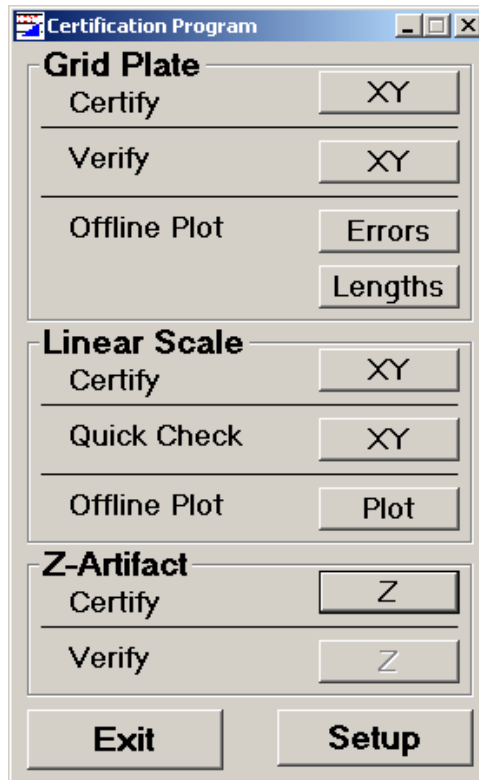 Certification Program
Grid Plate
Certify XY
Verify XY
Offline Plot Errors
Lengths
Linear Scale
Certify XY
Quick Check XY
Offline Plot Plot
Z-Artifact
Certify Z
Verify Z
Exit Setup